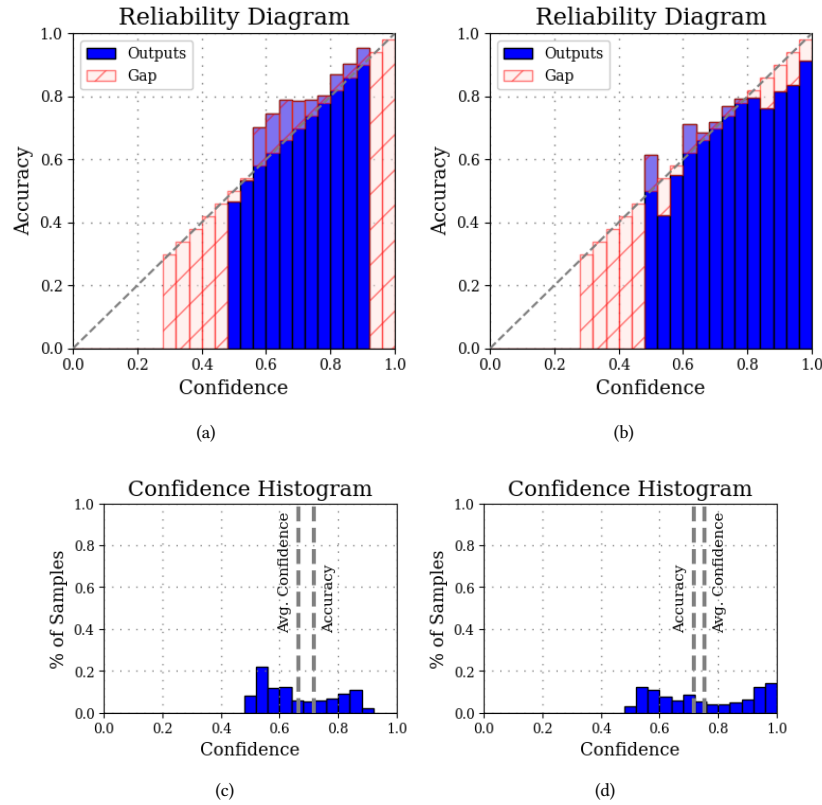 Reliability Diagram
1.0
0.8
0.6
0.4
0.2
0.0
Accuracy
Outputs
Gap
0.0 0.2 0.4 0.6 0.8 1.0
Confidence
(a)
Reliability Diagram
1.0
0.8
0.6
0.4
0.2
0.0
Accuracy
Outputs
Gap
0.0 0.2 0.4 0.6 0.8 1.0
Confidence
(b)
Confidence Histogram
1.0
0.8
0.6
0.4
0.2
0.0
% of Samples
Avg. Confidence
Accuracy
0.0 0.2 0.4 0.6 0.8 1.0
Confidence
(c)
Confidence Histogram
1.0
0.8
0.6
0.4
0.2
0.0
% of Samples
Accuracy
Avg. Confidence
0.0 0.2 0.4 0.6 0.8 1.0
Confidence
(d)